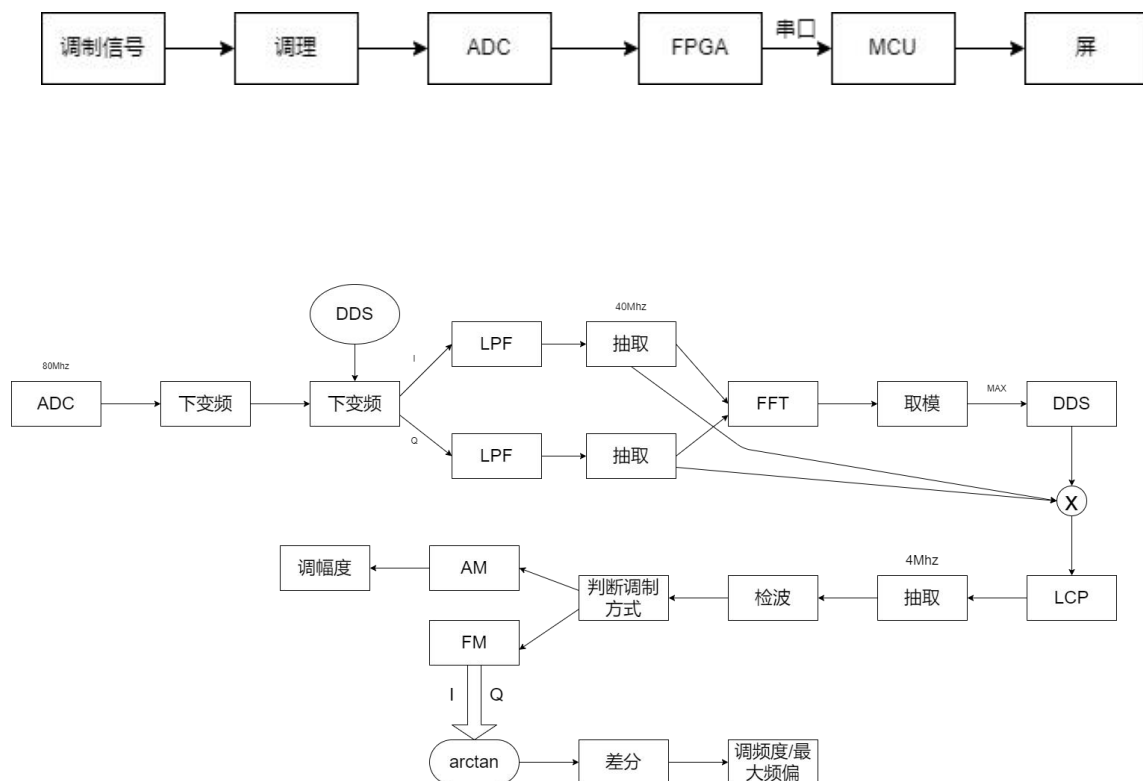 调制信号
调理
ADC
FPGA
串口
MCU
屏
DDS
80Mhz
ADC
下变频
下变频
I
Q
LPF
LPF
40Mhz
抽取
抽取
FFT
取模
MAX
DDS
X
LCP
4Mhz
抽取
检波
判断调制
方式
AM
调幅度
FM
I
Q
arctan
差分
调频度/最
大频偏